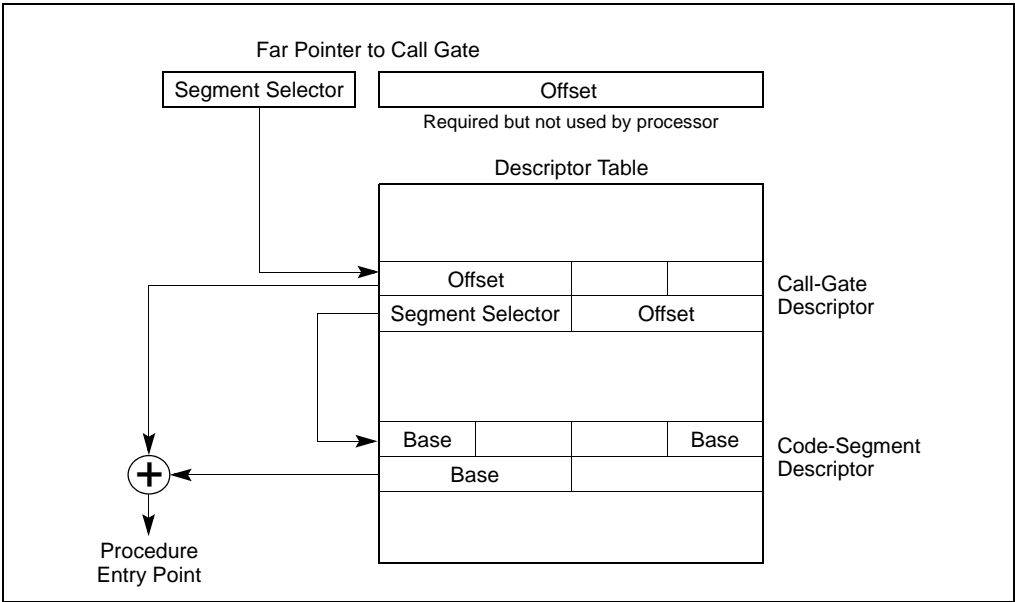 Far Pointer to Call Gate
Segment Selector
Offset
Required but not used by processor
Descriptor Table
Offset
Segment Selector
Offset
Call-Gate
Descriptor
Base
Base
Base
Code-Segment
Descriptor
+
Procedure
Entry Point